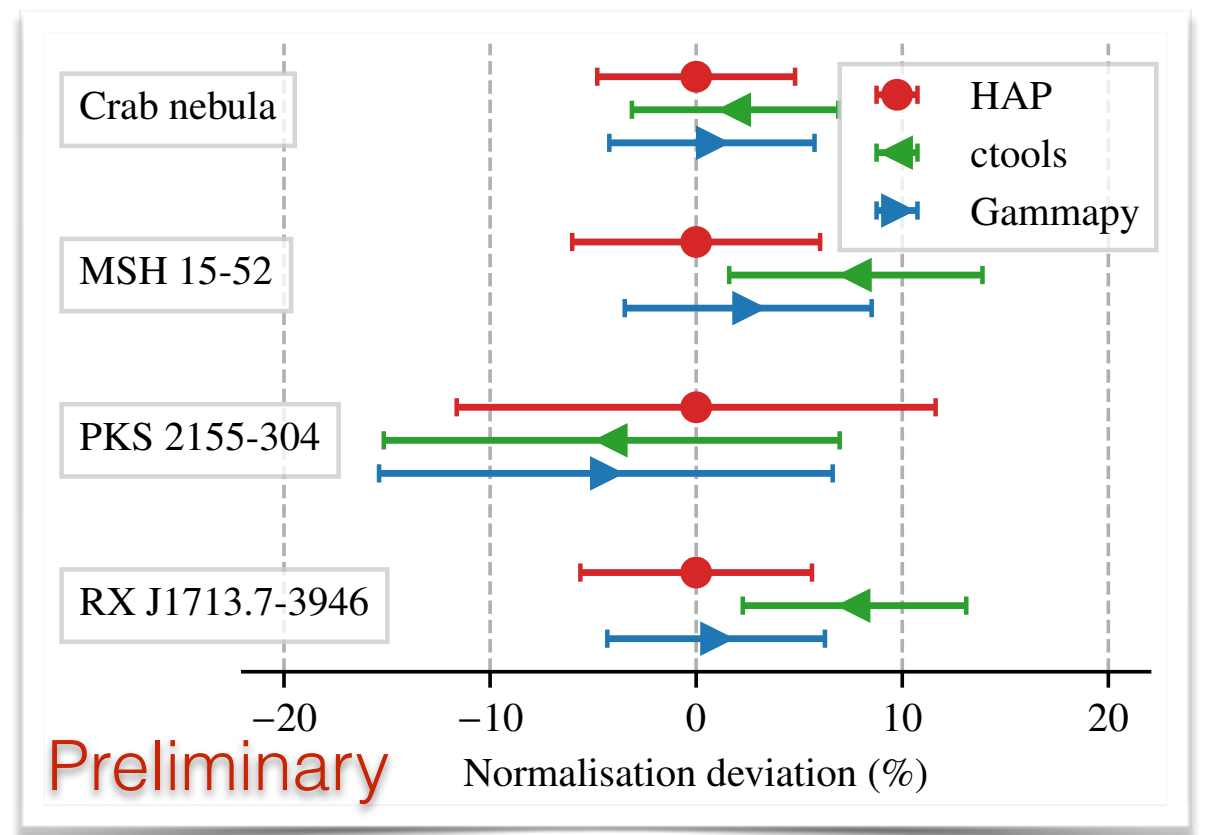 Crab nebula
HAP
ctools
Gammapy
MSH 15-52
PKS 2155-304
RX J1713.7-3946
−20 −10 0 10 20
Preliminary
Normalisation deviation (%)